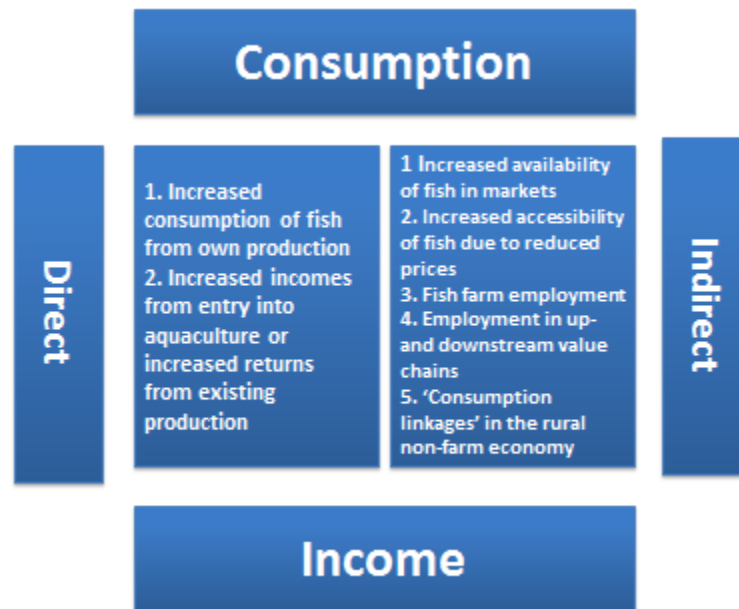 Consumption
Direct
1. Increased
consumption of fish
from own production
2. Increased incomes
from entry into
aquaculture or
increased returns
from existing
production
1 Increased availability
of fish in markets
2. Increased accessibility
of fish due to reduced
prices
3. Fish farm employment
4. Employment in up-
and downstream value
chains
5. ‘Consumption
linkages’ in the rural
non-farm economy
Indirect
Income